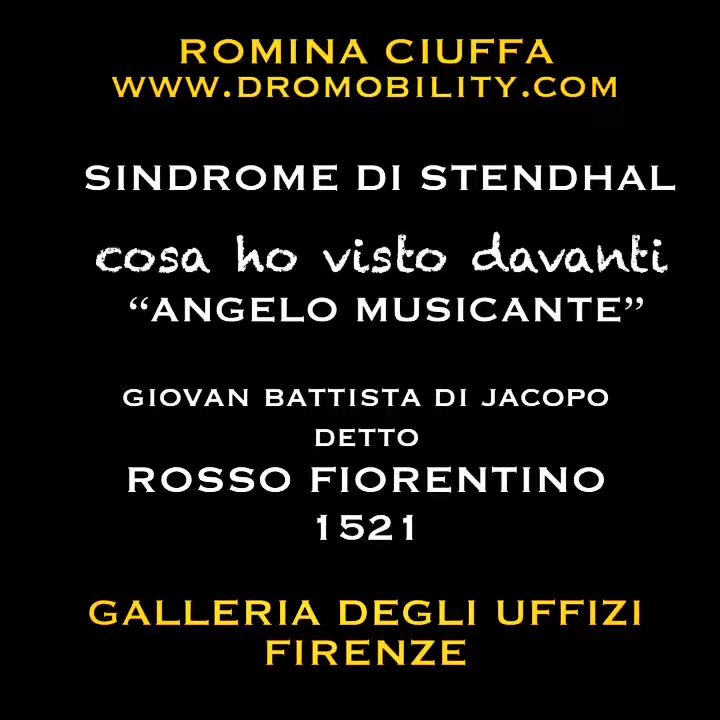 ROMINA CIUFFA
WWW.DROMOBILITY.COM
SINDROME DI STENDHAL
cosa ho visto davanti
“ANGELO MUSICANTE”
GIOVAN BATTISTA DI JACOPO
DETTO
ROSSO FIORENTINO
1521
GALLERIA DEGLI UFFIZI
FIRENZE